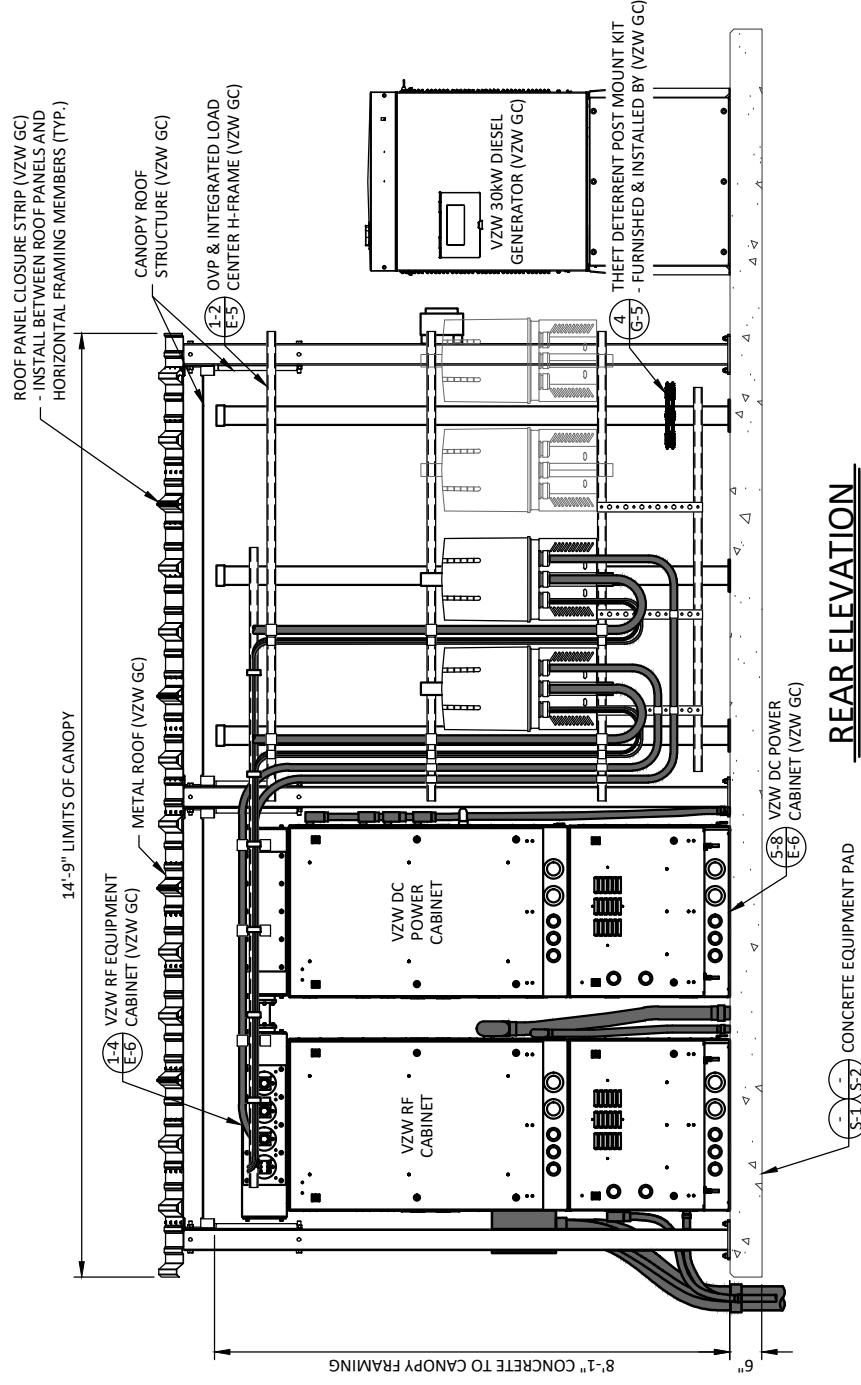 ROOF PANEL CLOSURE STRIP (VZW GC)
- INSTALL BETWEEN ROOF PANELS AND
HORIZONTAL FRAMING MEMBERS (TYP.)
14'-9" LIMITS OF CANOPY
CANOPY ROOF
STRUCTURE (VZW GC)
METAL ROOF (VZW GC)
1-4
E-6
VZW RF EQUIPMENT
CABINET (VZW GC)
1-2
E-5
OVP & INTEGRATED LOAD
CENTER H-FRAME (VZW GC)
VZW RF
CABINET
VZW DC
POWER
CABINET
VZW 30kW DIESEL
GENERATOR (VZW GC)
4
G-5
THEFT DETERRENT POST MOUNT KIT
- FURNISHED & INSTALLED BY (VZW GC)
8'-1" CONCRETE TO CANOPY FRAMING
6"
5-8
E-6
VZW DC POWER
CABINET (VZW GC)
-
S-1
-
S-2
CONCRETE EQUIPMENT PAD
REAR ELEVATION